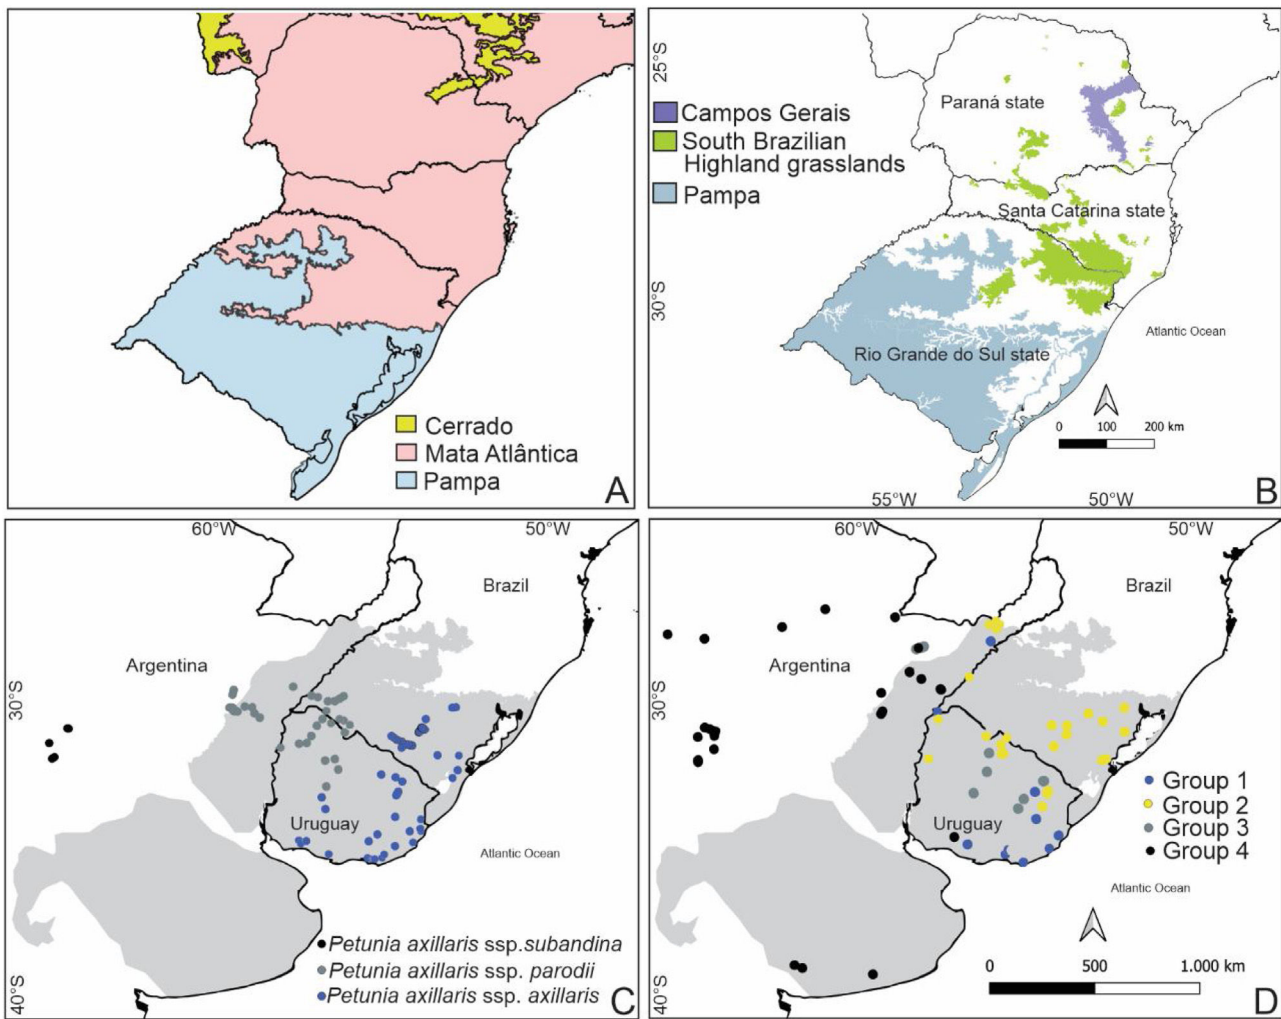 Cerrado
Mata Atlântica
Pampa
A
25°S
30°S
Campos Gerais
South Brazilian
Highland grasslands
Pampa
Paraná state
Santa Catarina state
Rio Grande do Sul state
Atlantic Ocean
0 100 200 km
55°W 50°W
B
60°W 50°W
Brazil
Argentina
30°S
Uruguay
Atlantic Ocean
Petunia axillaris ssp.subandina
Petunia axillaris ssp. parodii
Petunia axillaris ssp. axillaris
40°S
C
60°W 50°W
Brazil
Argentina
30°S
Group 1
Group 2
Group 3
Group 4
Uruguay
Atlantic Ocean
0 500 1.000 km
40°S
D